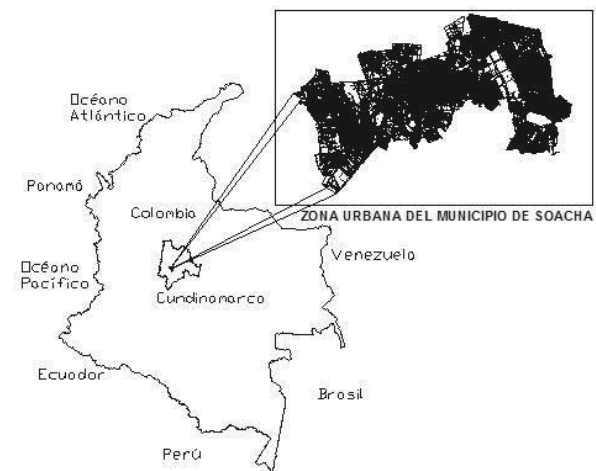 Océano
Atlántico
Panamá
Colombia
ZONA URBANA DEL MUNICIPIO DE SOACHA
Venezuela
Océano
Pacífico
Cundinamarca
Ecuador
Brasil
Perú